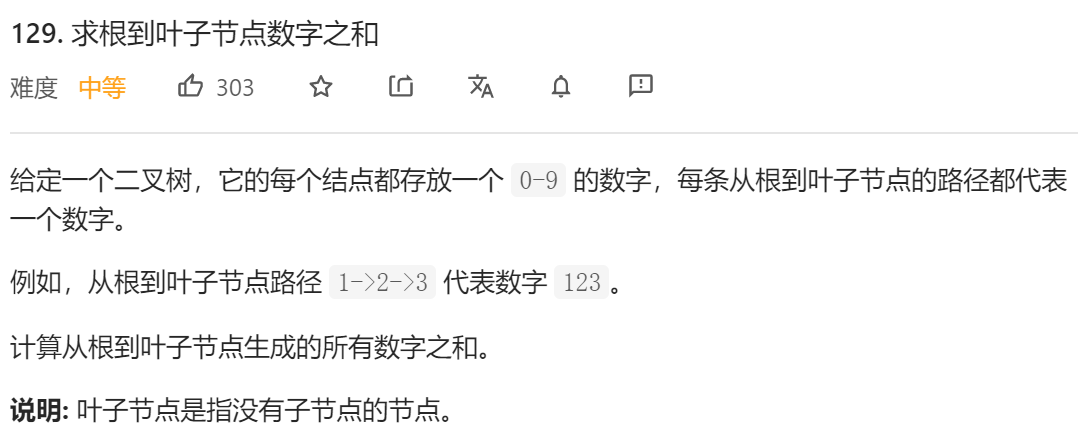 129. 求根到叶子节点数字之和
难度 中等 303
给定一个二叉树，它的每个结点都存放一个 0-9 的数字，每条从根到叶子节点的路径都代表
一个数字。
例如，从根到叶子节点路径 1->2->3 代表数字 123。
计算从根到叶子节点生成的所有数字之和。
说明: 叶子节点是指没有子节点的节点。